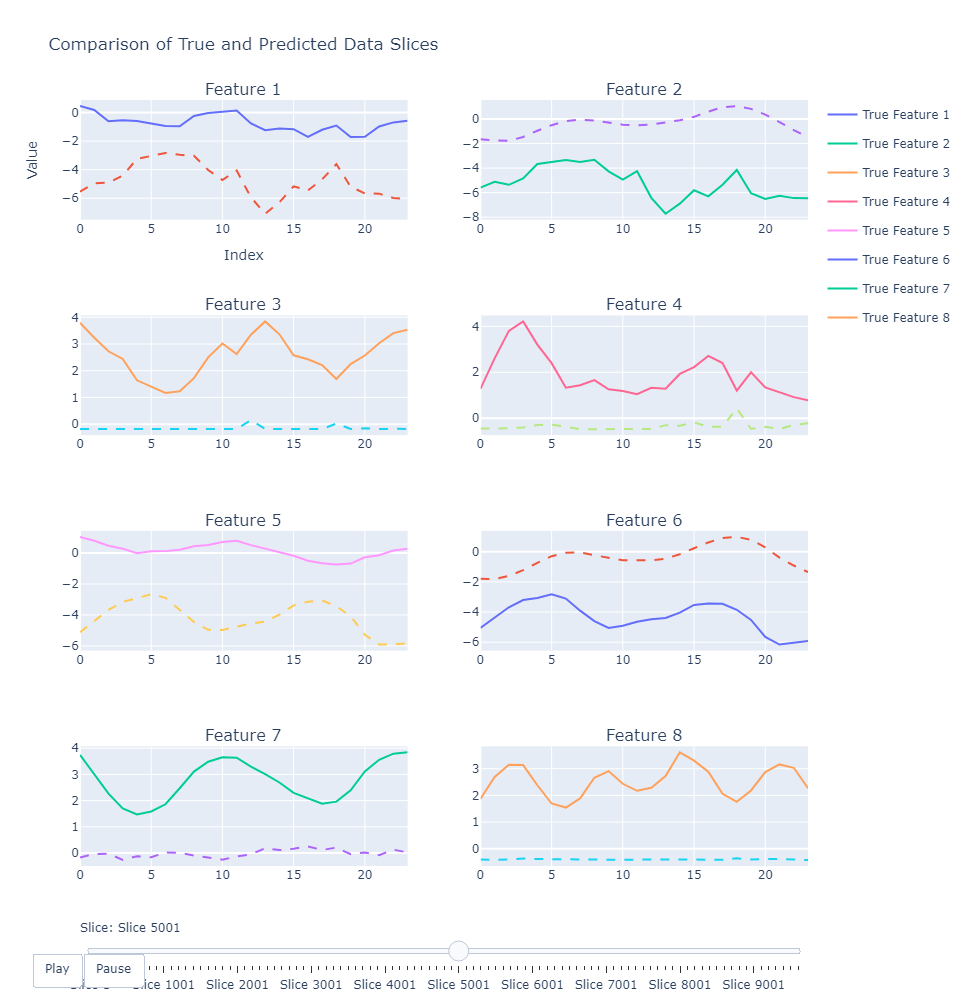 Comparison of True and Predicted Data Slices
Feature 1
Feature 2
0
−2
−4
−6
Value
0 5 10 15 20
Index
0
−2
−4
−6
−8
0 5 10 15 20
True Feature 1
True Feature 2
True Feature 3
True Feature 4
True Feature 5
True Feature 6
True Feature 7
True Feature 8
Feature 3
Feature 4
4
3
2
1
0
0 5 10 15 20
4
2
0
0 5 10 15 20
Feature 5
Feature 6
0
−2
−4
−6
0 5 10 15 20
0
−2
−4
−6
0 5 10 15 20
Feature 7
Feature 8
4
3
2
1
0
0 5 10 15 20
3
2
1
0
0 5 10 15 20
Slice: Slice 5001
Play Pause
Slice 1001 Slice 2001 Slice 3001 Slice 4001 Slice 5001 Slice 6001 Slice 7001 Slice 8001 Slice 9001